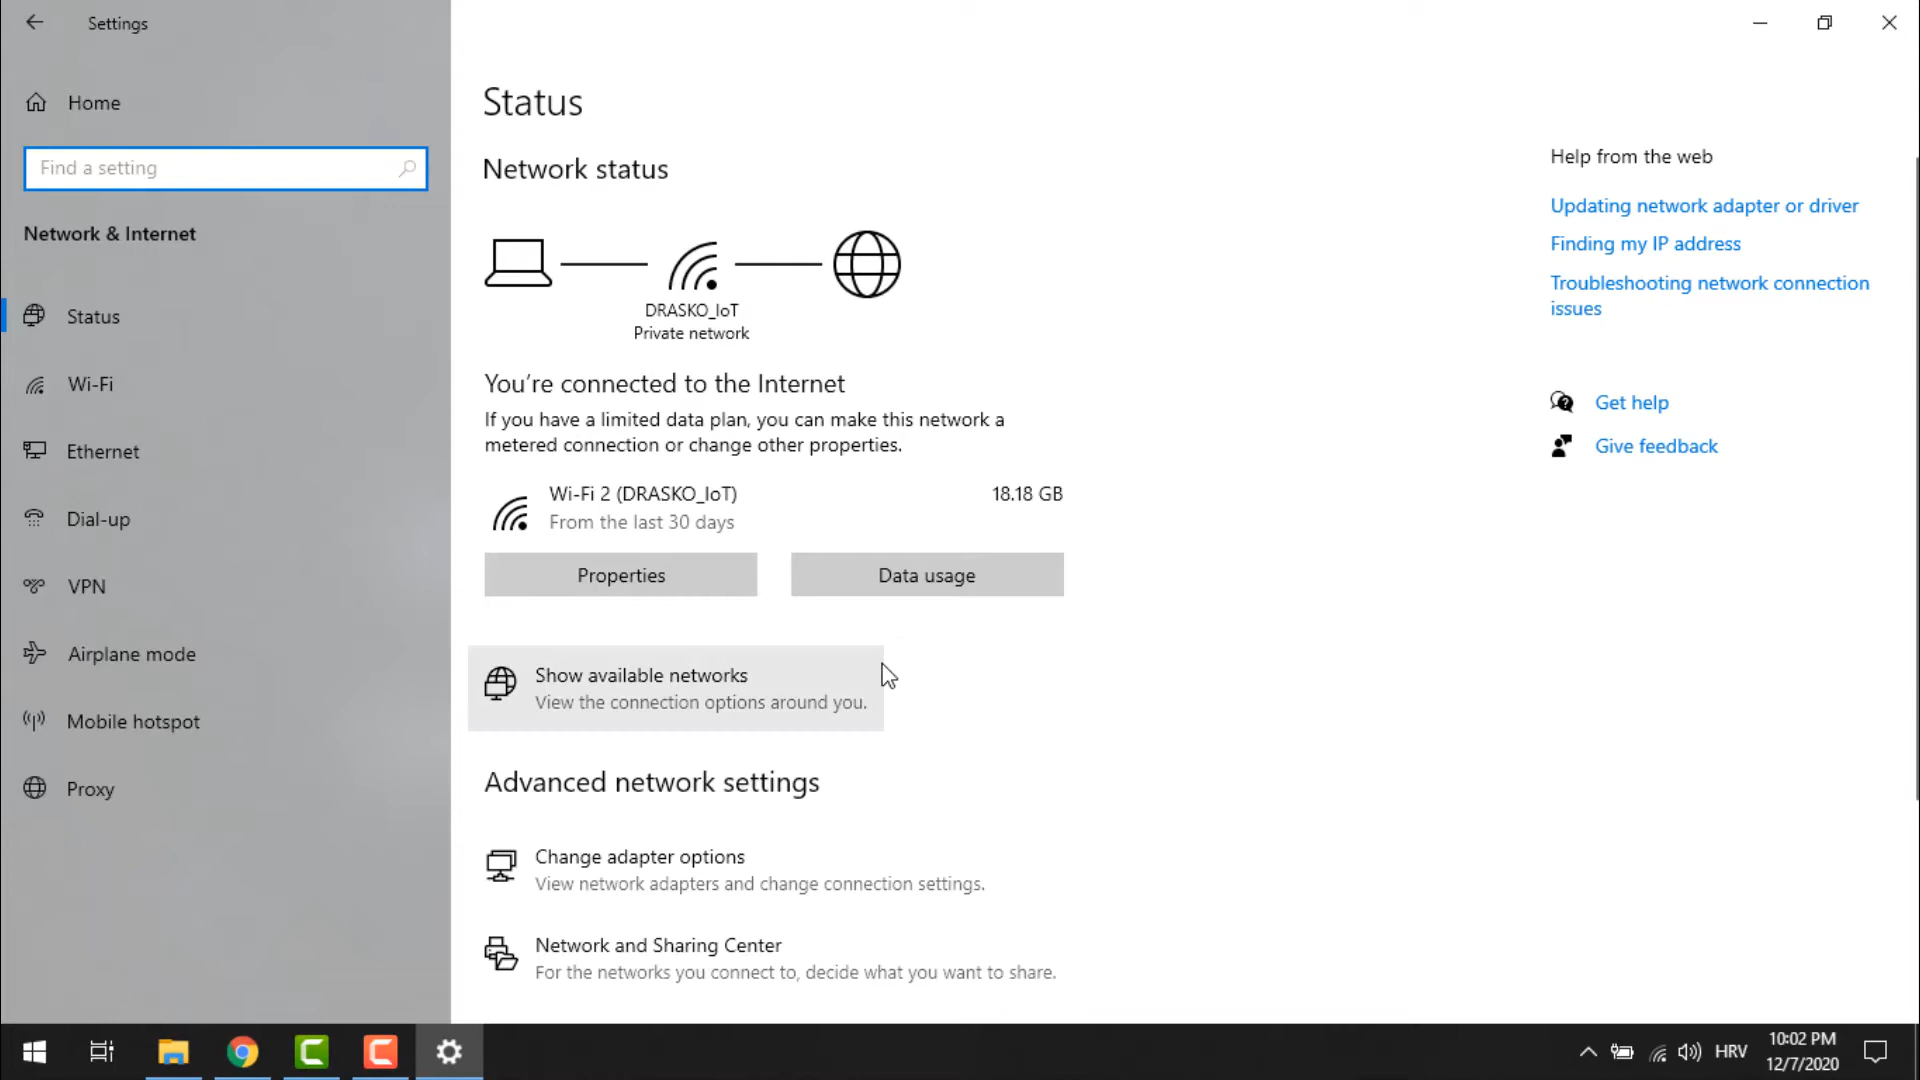 Settings
Home
Find a setting
Network & Internet
Status
Wi-Fi
Ethernet
Dial-up
VPN
Airplane mode
Mobile hotspot
Proxy
Status
Network status
DRASKO_IoT
Private network
You're connected to the Internet
If you have a limited data plan, you can make this network a
metered connection or change other properties.
Wi-Fi 2 (DRASKO_IoT)
18.18 GB
From the last 30 days
Properties
Data usage
Show available networks
View the connection options around you.
Advanced network settings
Change adapter options
View network adapters and change connection settings.
Network and Sharing Center
For the networks you connect to, decide what you want to share.
Help from the web
Updating network adapter or driver
Finding my IP address
Troubleshooting network connection
issues
Get help
Give feedback
HRV
10:02 PM
12/7/2020